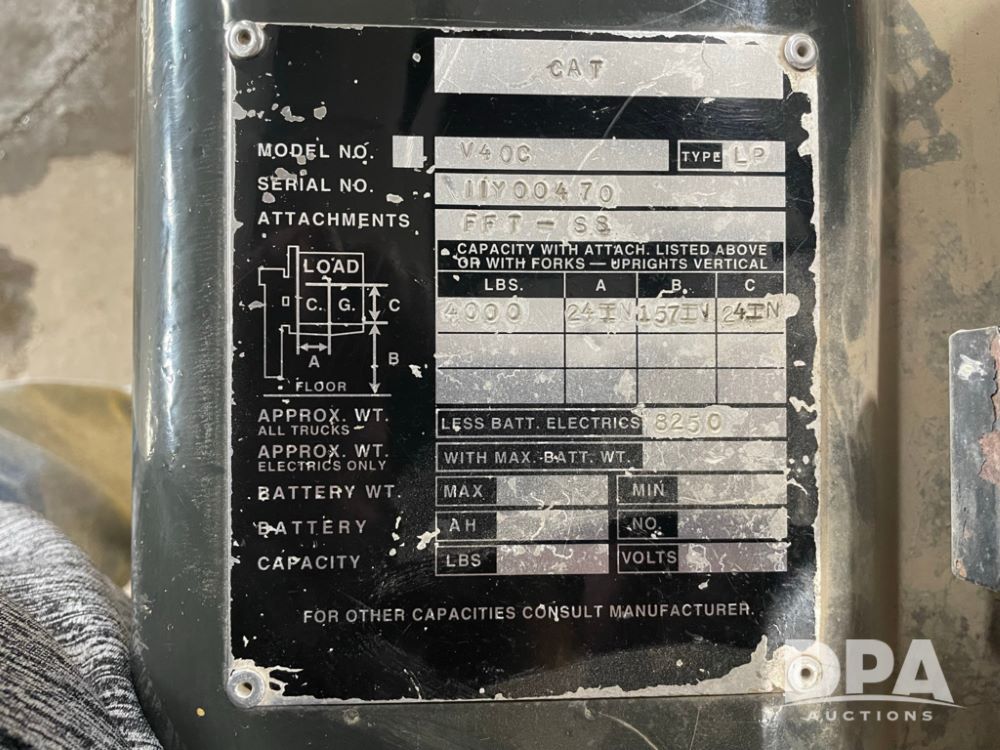 CAT
MODEL NO. V40C TYPE LP
SERIAL NO. 11Y00470
ATTACHMENTS FFT - SS
CAPACITY WITH ATTACH. LISTED ABOVE
OR WITH FORKS — UPRIGHTS VERTICAL
LBS. A B. C
4000 24IN 157IN 24IN
LOAD
C. G. C
A B
FLOOR
APPROX. WT.
ALL TRUCKS LESS BATT. ELECTRICS 8250
APPROX. WT.
ELECTRICS ONLY WITH MAX. BATT. WT.
BATTERY WT. MAX MIN
BATTERY AH NO.
CAPACITY LBS VOLTS
FOR OTHER CAPACITIES CONSULT MANUFACTURER.
DPA
AUCTIONS